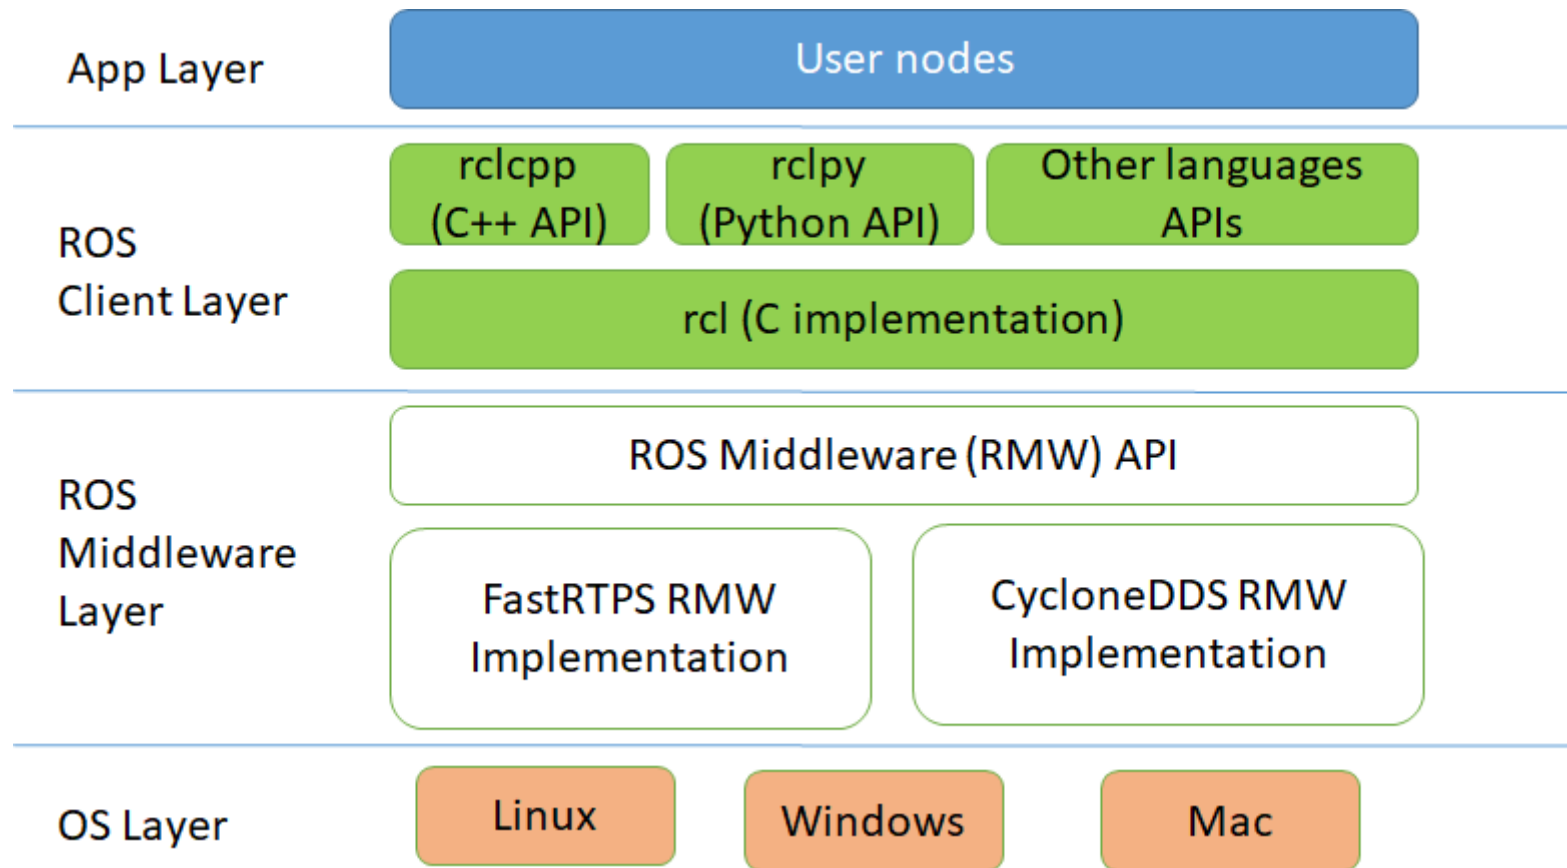 App Layer
User nodes
ROS
Client Layer
rclcpp
(C++ API)
rclpy
(Python API)
Other languages
APIs
rcl (C implementation)
ROS
Middleware
Layer
ROS Middleware (RMW) API
FastRTPS RMW
Implementation
CycloneDDS RMW
Implementation
OS Layer
Linux
Windows
Mac